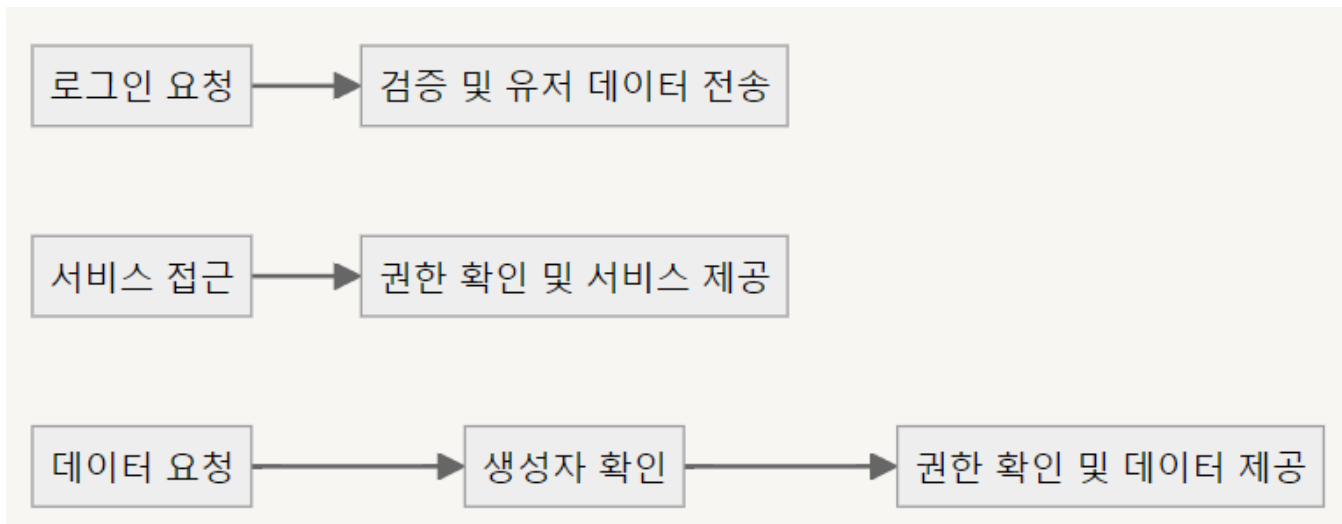 로그인 요청
검증 및 유저 데이터 전송
서비스 접근
권한 확인 및 서비스 제공
데이터 요청
생성자 확인
권한 확인 및 데이터 제공